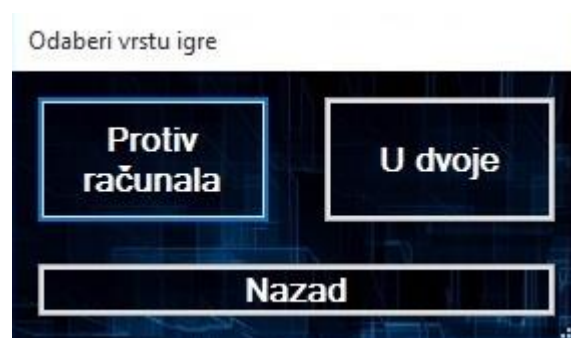 Odaberi vrstu igre
Protiv
računala
U dvoje
Nazad